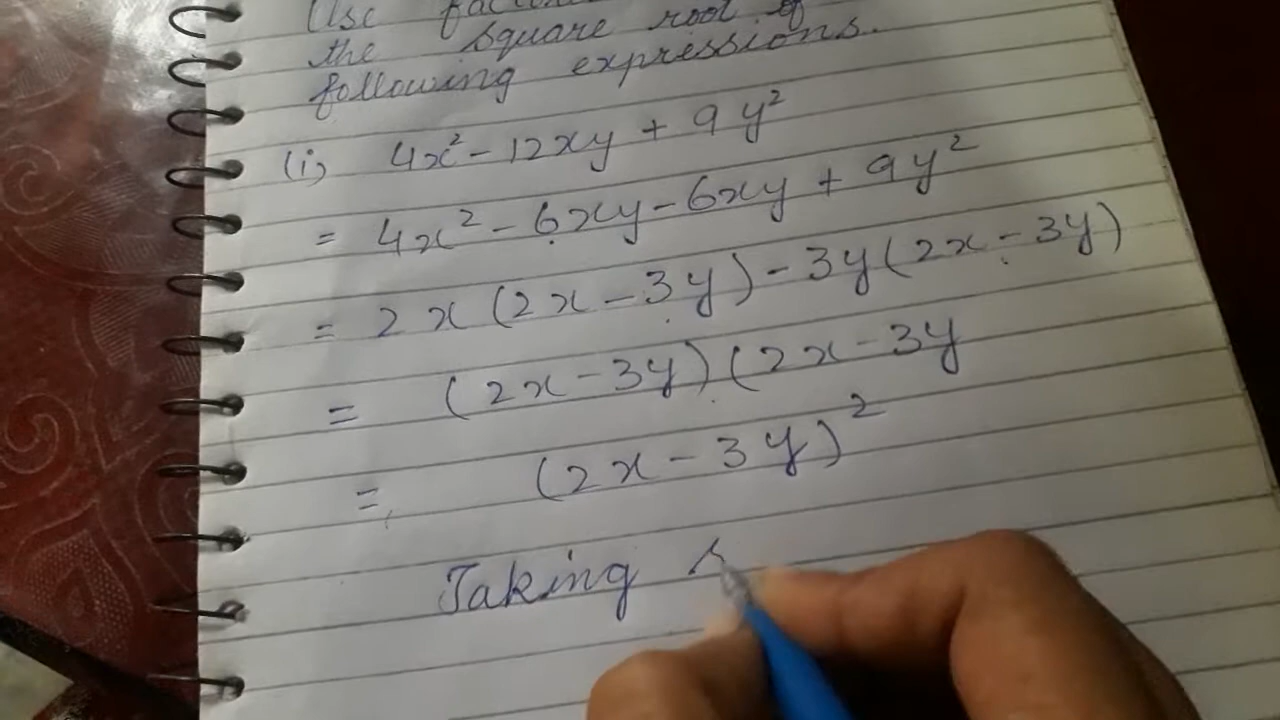 Use
the square root of
following expressions.
(i) 4x² - 12xy + 9y²
= 4x² - 6xy - 6xy + 9y²
= 2x(2x - 3y) - 3y(2x - 3y)
= (2x - 3y)(2x - 3y
= (2x - 3y)²
Taking s